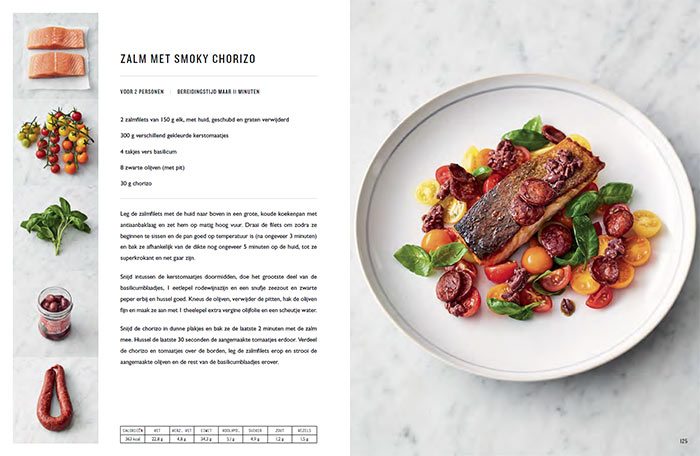 ZALM MET SMOKY CHORIZO
VOOR 2 PERSONEN | BEREIDINGSTIJD MAAR 11 MINUTEN
2 zalmfilets van 150 g elk, met huid, geschubd en graten verwijderd
300 g verschillend gekleurde kerstomaatjes
4 takjes vers basilicum
8 zwarte olijven (met pit)
30 g chorizo
Leg de zalmfilets met de huid naar boven in een grote, koude koekenpan met
antiaanbaklaag en zet hem op matig hoog vuur. Draai de filets om zodra ze
beginnen te sissen en de pan goed op temperatuur is (na ongeveer 3 minuten)
en bak ze afhankelijk van de dikte nog ongeveer 5 minuten op de huid, tot ze
superkrokant en net gaar zijn.
Snijd intussen de kerstomaatjes doormidden, doe het grootste deel van de
basilicumblaadjes, 1 eetlepel rodewijnazijn en een snufje zeezout en zwarte
peper erbij en hussel goed. Kneus de olijven, verwijder de pitten, hak de olijven
fijn en maak ze aan met 1 theelepel extra vergine olijfolie en een scheutje water.
Snijd de chorizo in dunne plakjes en bak ze de laatste 2 minuten met de zalm
mee. Hussel de laatste 30 seconden de aangemaakte tomaatjes erdoor. Verdeel
de chorizo en tomaatjes over de borden, leg de zalmfilets erop en strooi de
aangemaakte olijven en de rest van de basilicumblaadjes erover.
CALORIEËN VET VERZ. VET EIWIT KOOLHYD. SUIKER ZOUT VEZELS
363 kcal 22,8 g 4,8 g 34,2 g 5,1 g 4,9 g 1,2 g 1,5 g
125